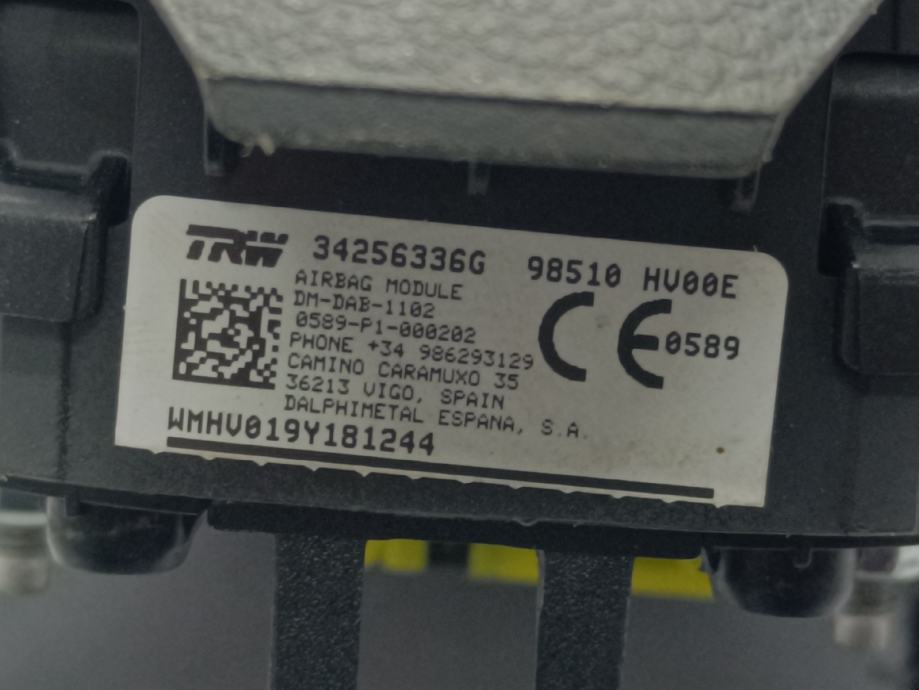 TRW 34256336G 98510 HV00E
AIRBAG MODULE
DM-DAB-1102
0589-P1-000202
PHONE +34 986293129
CAMINO CARAMUXO 35
36213 VIGO, SPAIN
DALPHIMETAL ESPANA, S.A.
CE 0589
WMHV019Y181244